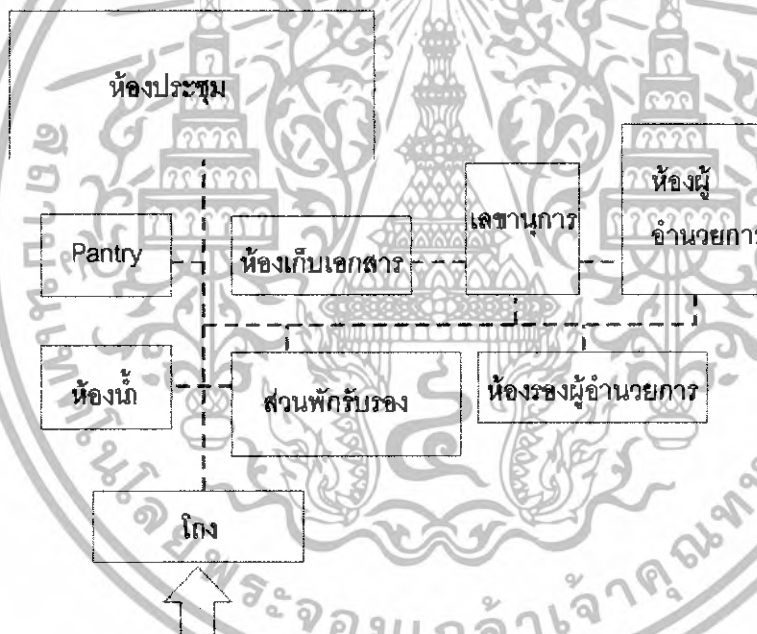 ห้องประชุม
ห้องผู้
อำนวยการ
เลขานุการ
Pantry
ห้องเก็บเอกสาร
ห้องน้ำ
ส่วนพักรับรอง
ห้องรองผู้อำนวยการ
โถง